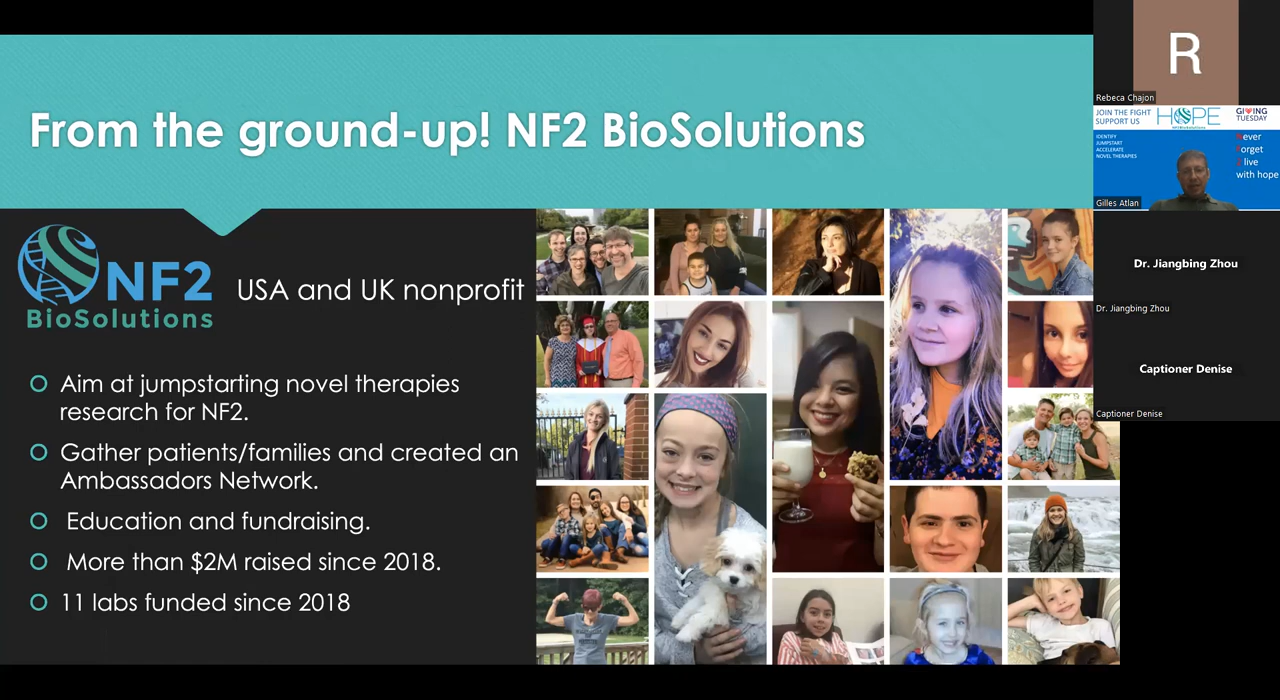 From the ground-up! NF2 BioSolutions
NF2
BioSolutions
USA and UK nonprofit
Aim at jumpstarting novel therapies
research for NF2.
Gather patients/families and created an
Ambassadors Network.
Education and fundraising.
More than $2M raised since 2018.
11 labs funded since 2018
R
Rebeca Chajon
JOIN THE FIGHT
SUPPORT US
HOPE
NF2BioSolutions
GIVING
TUESDAY
IDENTIFY
JUMPSTART
ACCELERATE
NOVEL THERAPIES
ever
orget
live
with hope
Gilles Atlan
Dr. Jiangbing Zhou
Dr. Jiangbing Zhou
Captioner Denise
Captioner Denise